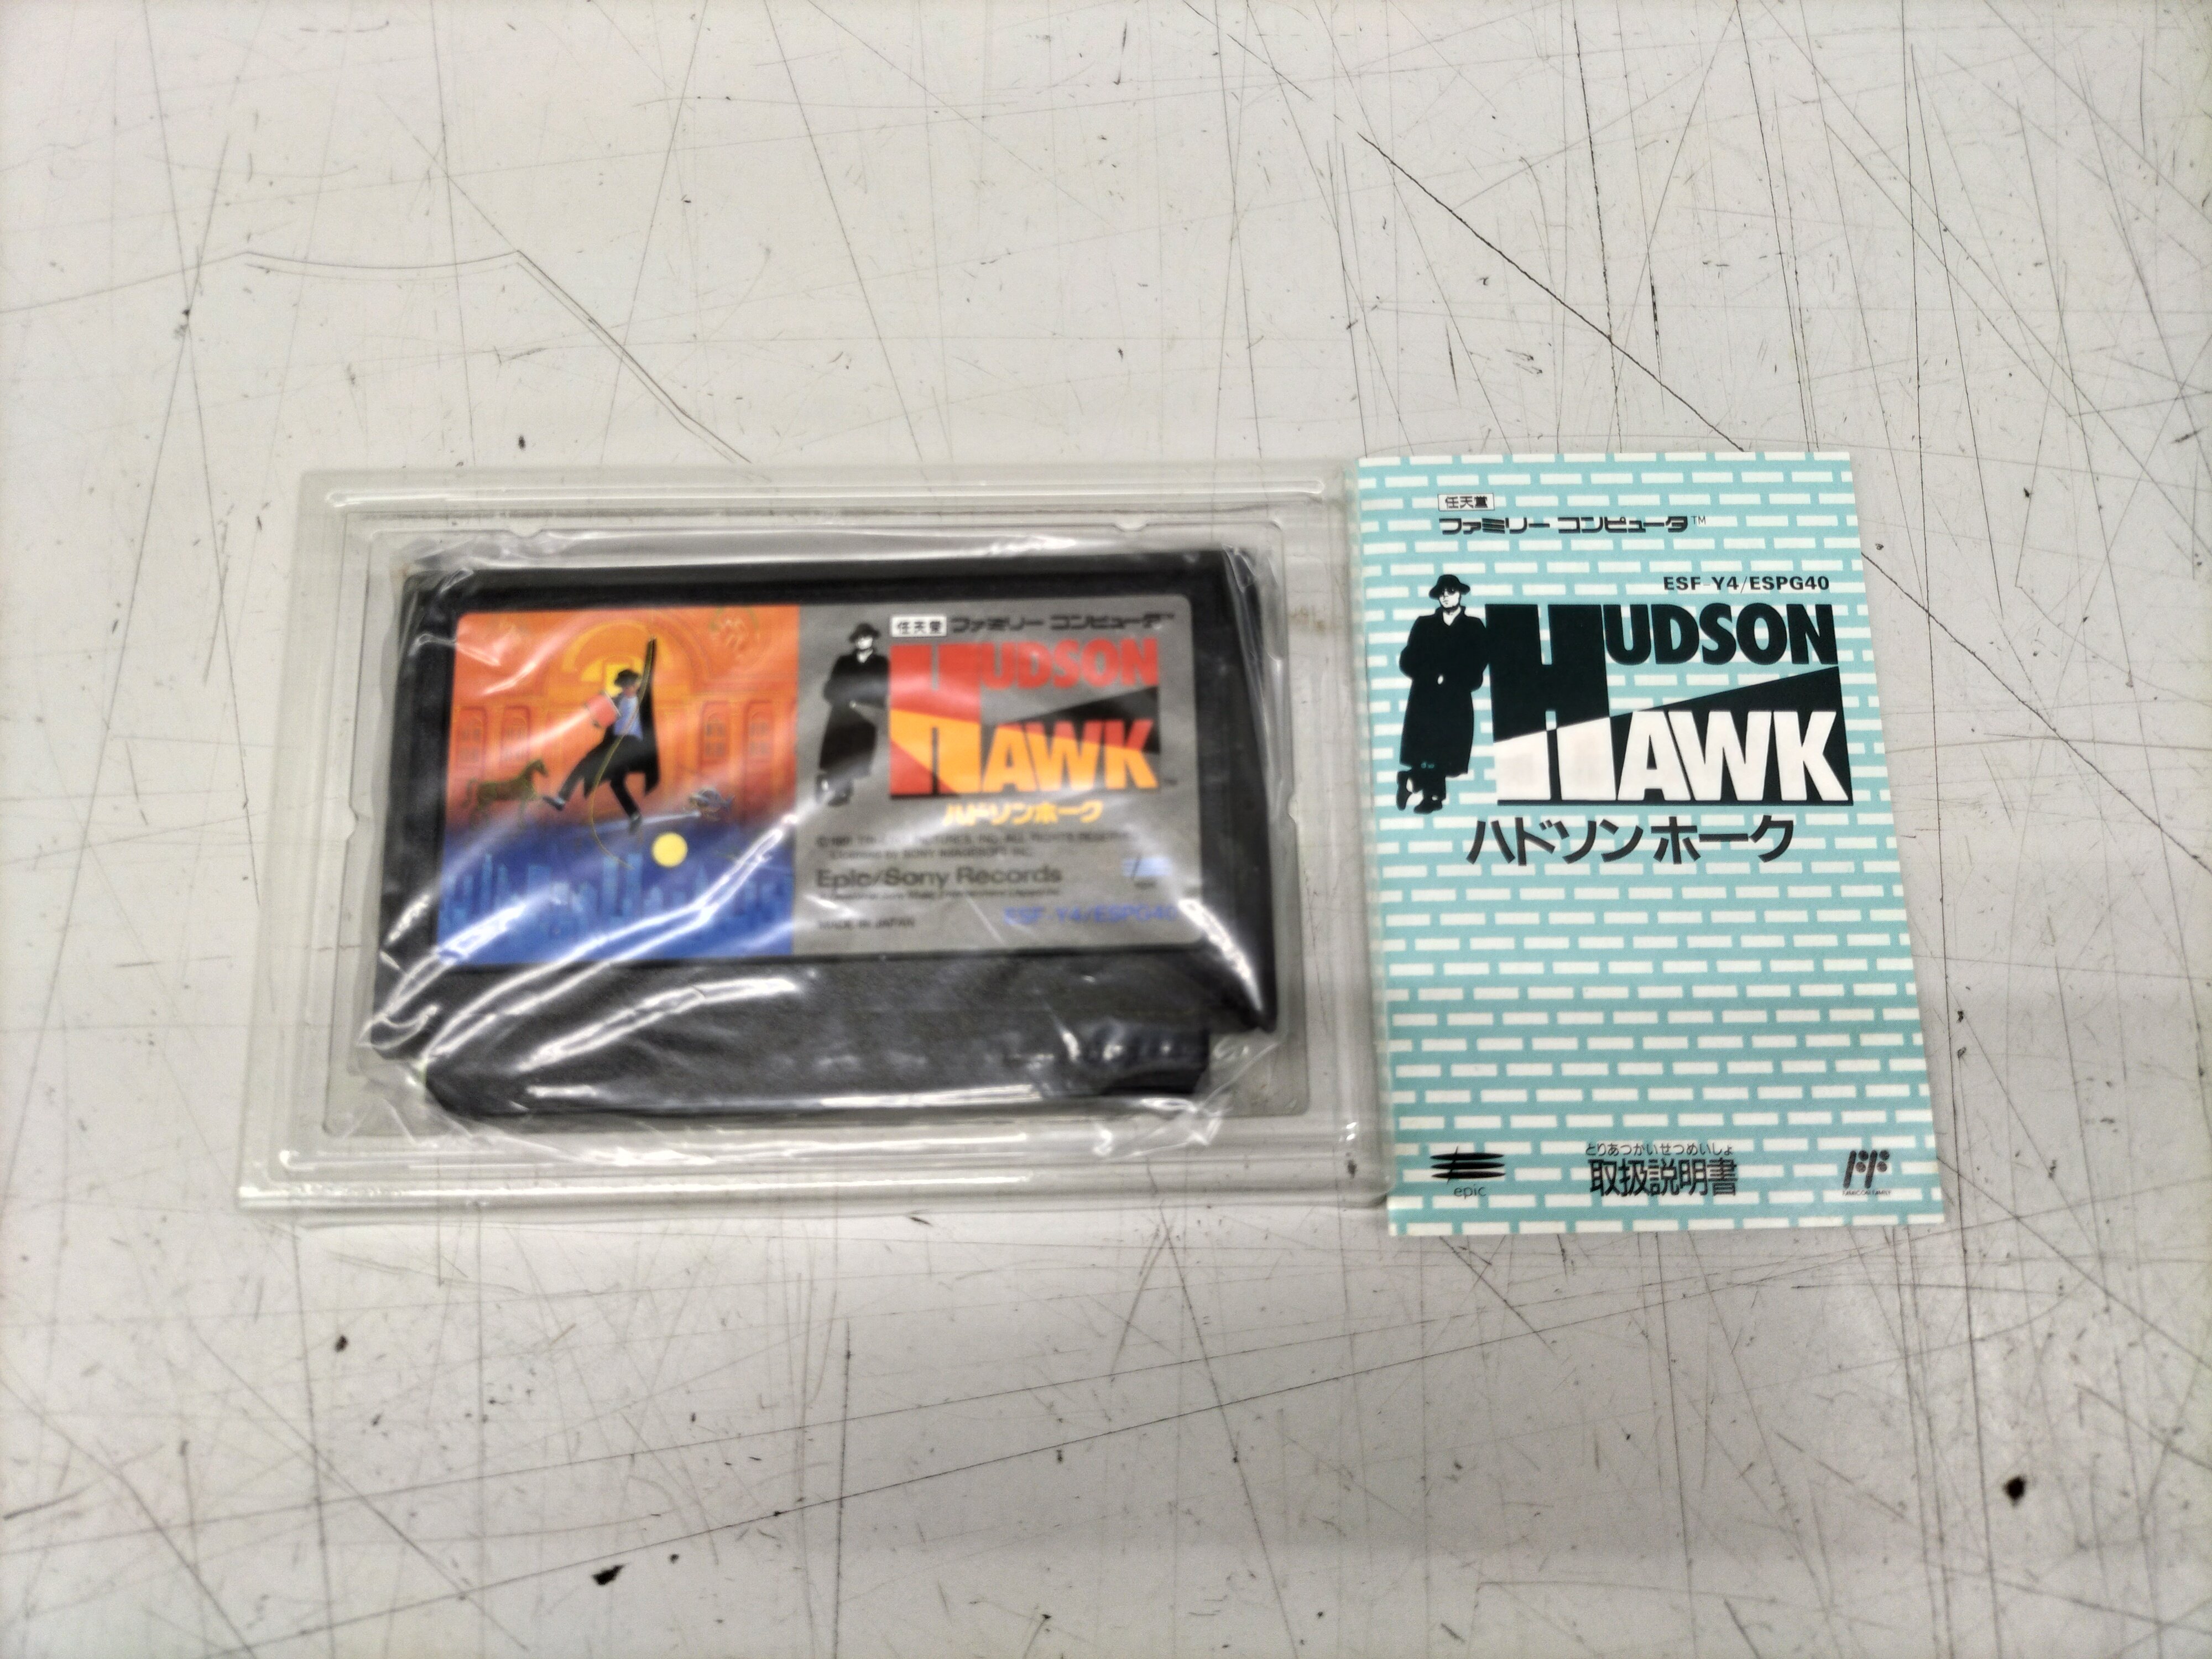 任天堂 ファミリー コンピュータ™
HUDSON
HAWK
ハドソンホーク
Epic/Sony Records
MADE IN JAPAN
ESF-Y4/ESPG40
任天堂
ファミリー コンピュータ™
ESF-Y4/ESPG40
HUDSON
HAWK
ハドソンホーク
epic
とりあつかいせつめいしょ
取扱説明書